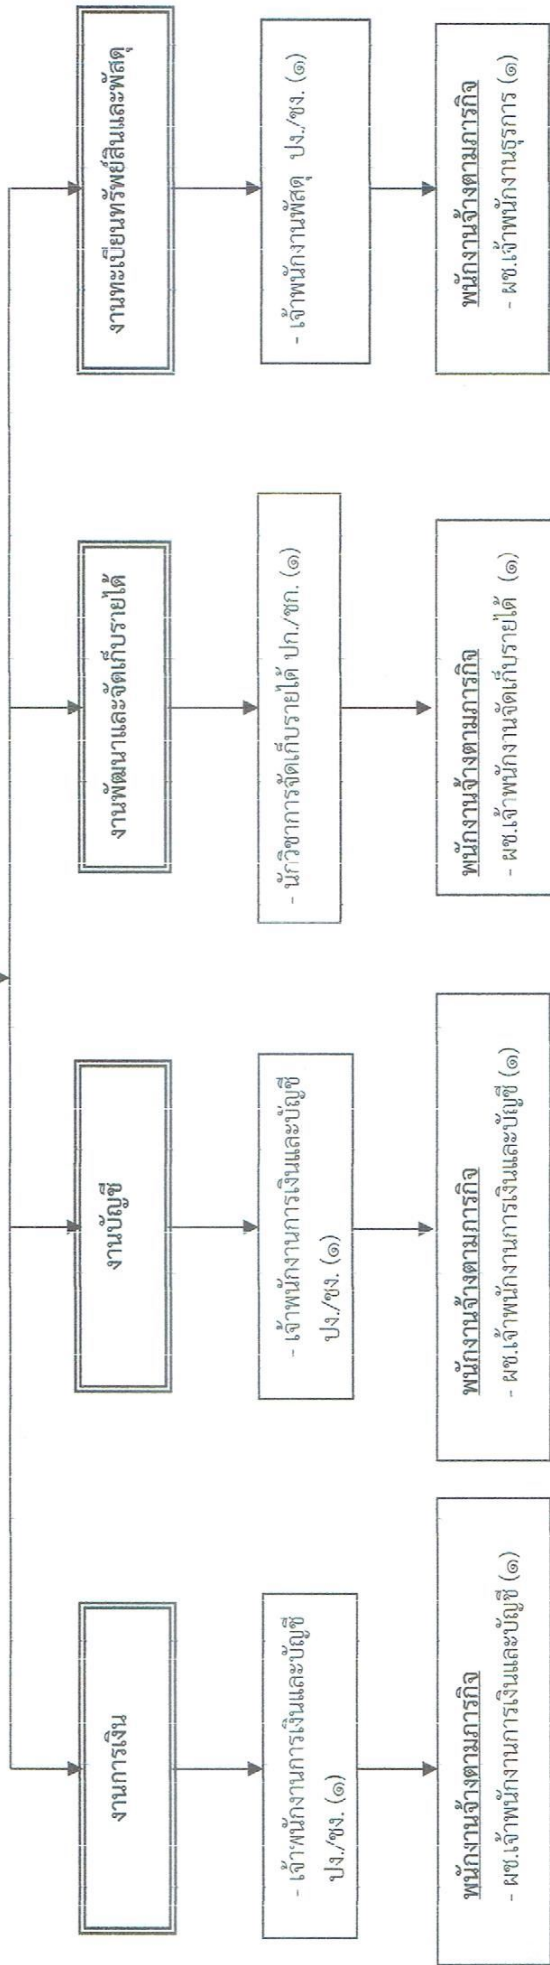 งานการเงิน
- เจ้าพนักงานการเงินและบัญชี
ปง./ชง. (๑)
พนักงานจ้างตามภารกิจ
- ผช.เจ้าพนักงานการเงินและบัญชี (๑)
งานบัญชี
- เจ้าพนักงานการเงินและบัญชี
ปง./ชง. (๑)
พนักงานจ้างตามภารกิจ
- ผช.เจ้าพนักงานการเงินและบัญชี (๑)
งานพัฒนาและจัดเก็บรายได้
- นักวิชาการจัดเก็บรายได้ ปก./ชก. (๑)
พนักงานจ้างตามภารกิจ
- ผช.เจ้าพนักงานจัดเก็บรายได้ (๑)
งานทะเบียนทรัพย์สินและพัสดุ
- เจ้าพนักงานพัสดุ ปง./ชง. (๑)
พนักงานจ้างตามภารกิจ
- ผช.เจ้าพนักงานธุรการ (๑)